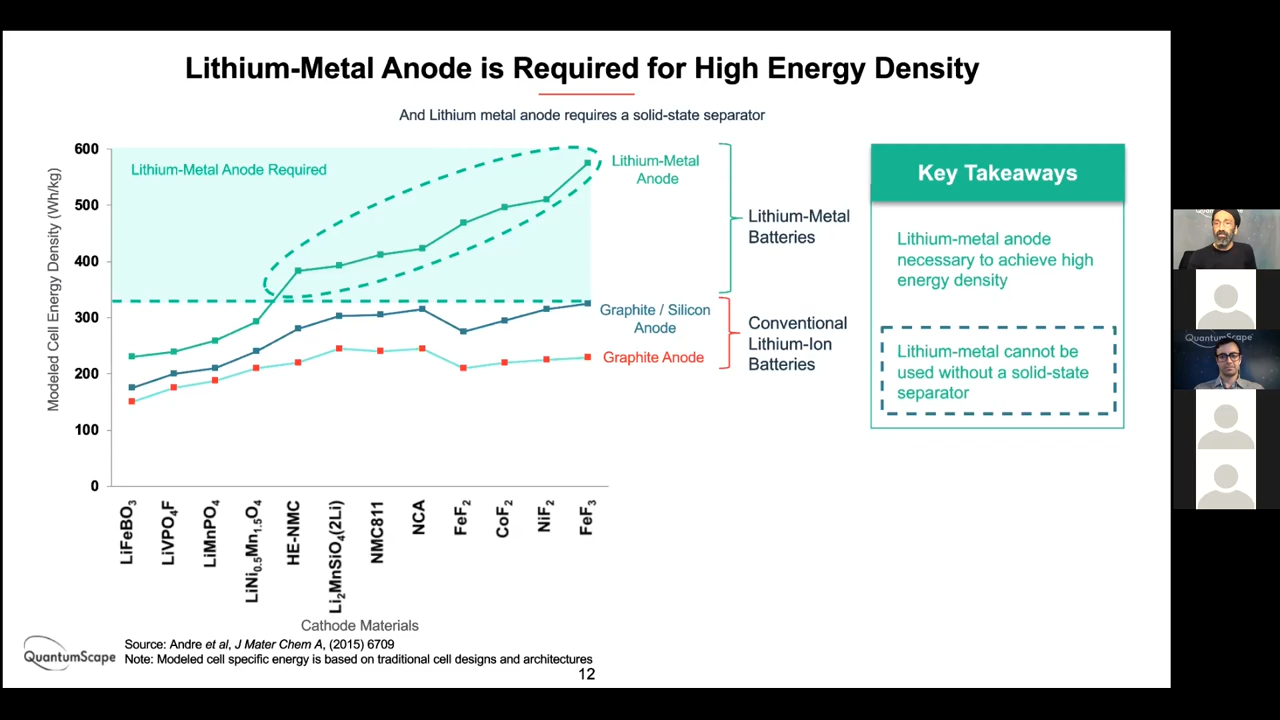 Lithium-Metal Anode is Required for High Energy Density
And Lithium metal anode requires a solid-state separator
Modeled Cell Energy Density (Wh/kg)
600
500
400
300
200
100
0
Lithium-Metal Anode Required
Lithium-Metal
Anode
Graphite / Silicon
Anode
Graphite Anode
Lithium-Metal
Batteries
Conventional
Lithium-Ion
Batteries
LiFeBO3
LiVPO4F
LiMnPO4
LiNi0.5Mn1.5O4
HE-NMC
Li2MnSiO4(2Li)
NMC811
NCA
FeF2
CoF2
NiF2
FeF3
Cathode Materials
Key Takeaways
Lithium-metal anode
necessary to achieve high
energy density
Lithium-metal cannot be
used without a solid-state
separator
QuantumScape
Source: Andre et al, J Mater Chem A, (2015) 6709
Note: Modeled cell specific energy is based on traditional cell designs and architectures
12
QuantumScape